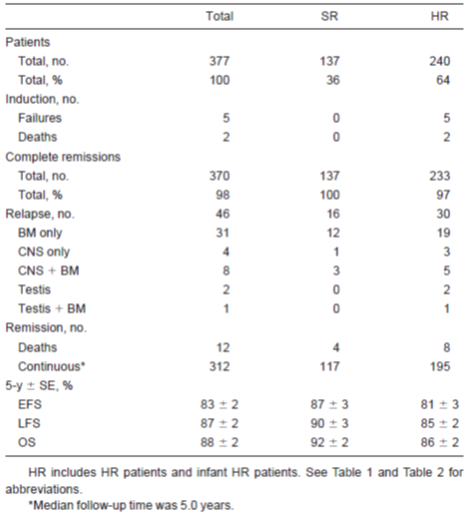 Total SR HR
Patients
Total, no. 377 137 240
Total, % 100 36 64
Induction, no.
Failures 5 0 5
Deaths 2 0 2
Complete remissions
Total, no. 370 137 233
Total, % 98 100 97
Relapse, no. 46 16 30
BM only 31 12 19
CNS only 4 1 3
CNS + BM 8 3 5
Testis 2 0 2
Testis + BM 1 0 1
Remission, no.
Deaths 12 4 8
Continuous* 312 117 195
5-y ± SE, %
EFS 83 ± 2 87 ± 3 81 ± 3
LFS 87 ± 2 90 ± 3 85 ± 2
OS 88 ± 2 92 ± 2 86 ± 2
HR includes HR patients and infant HR patients. See Table 1 and Table 2 for
abbreviations.
*Median follow-up time was 5.0 years.